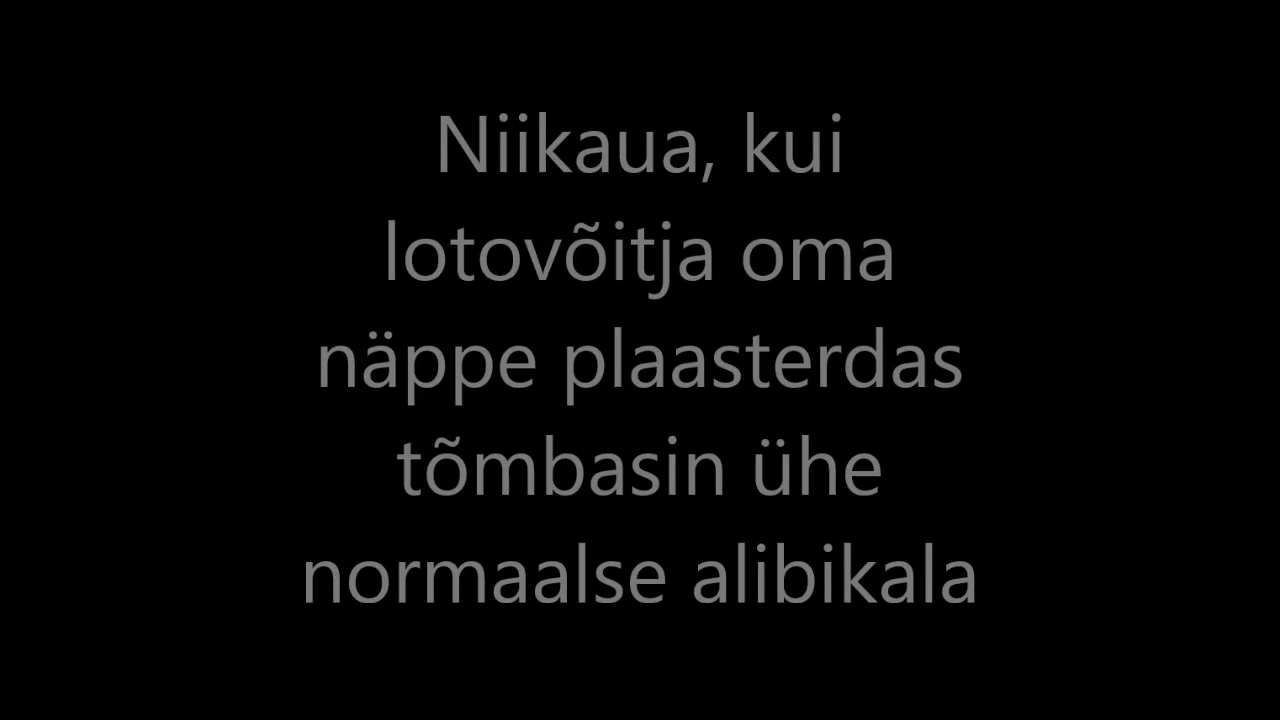 Niikaua, kui
lotovõitja oma
näppe plaasterdas
tõmbasin ühe
normaalse alibikala